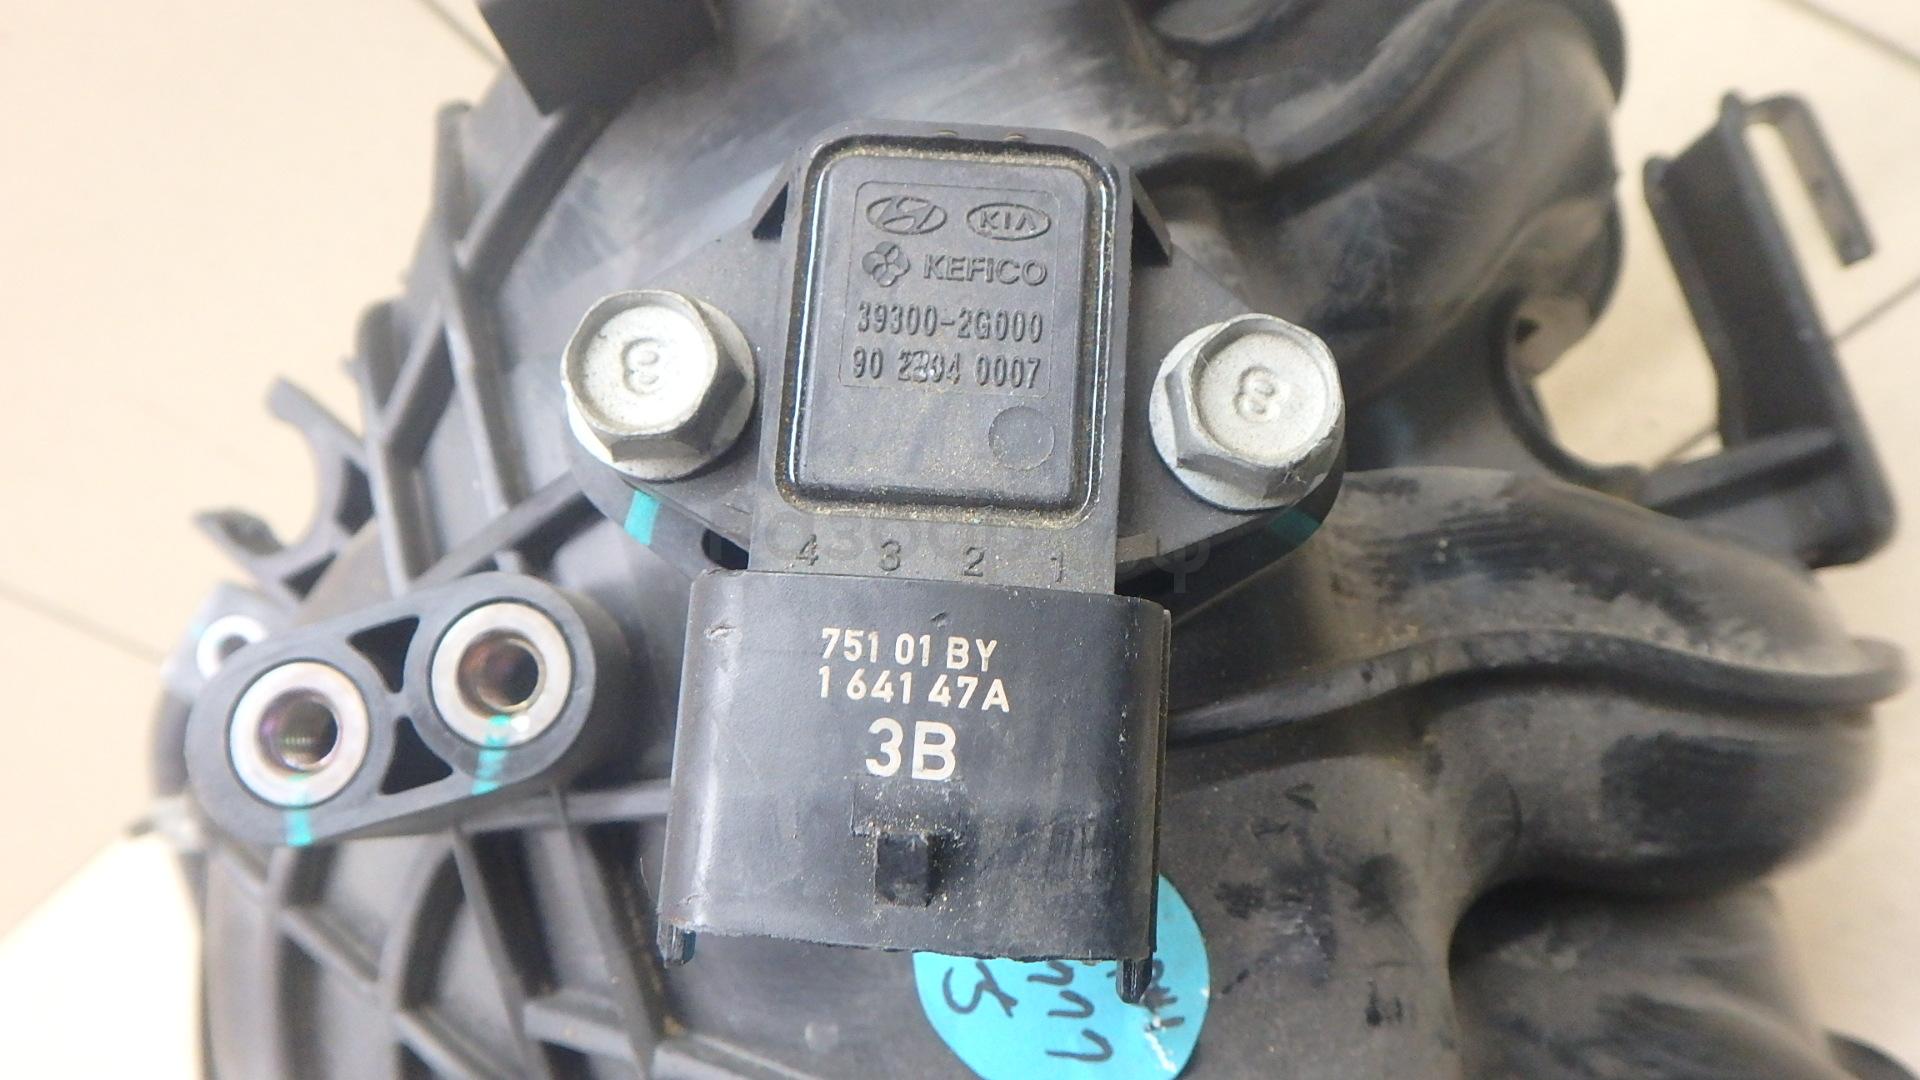 KIA
KEFICO
39300-2G000
90 2B04 0007
4 3 2 1
751 01 BY
1 641 47A
3B
8
8